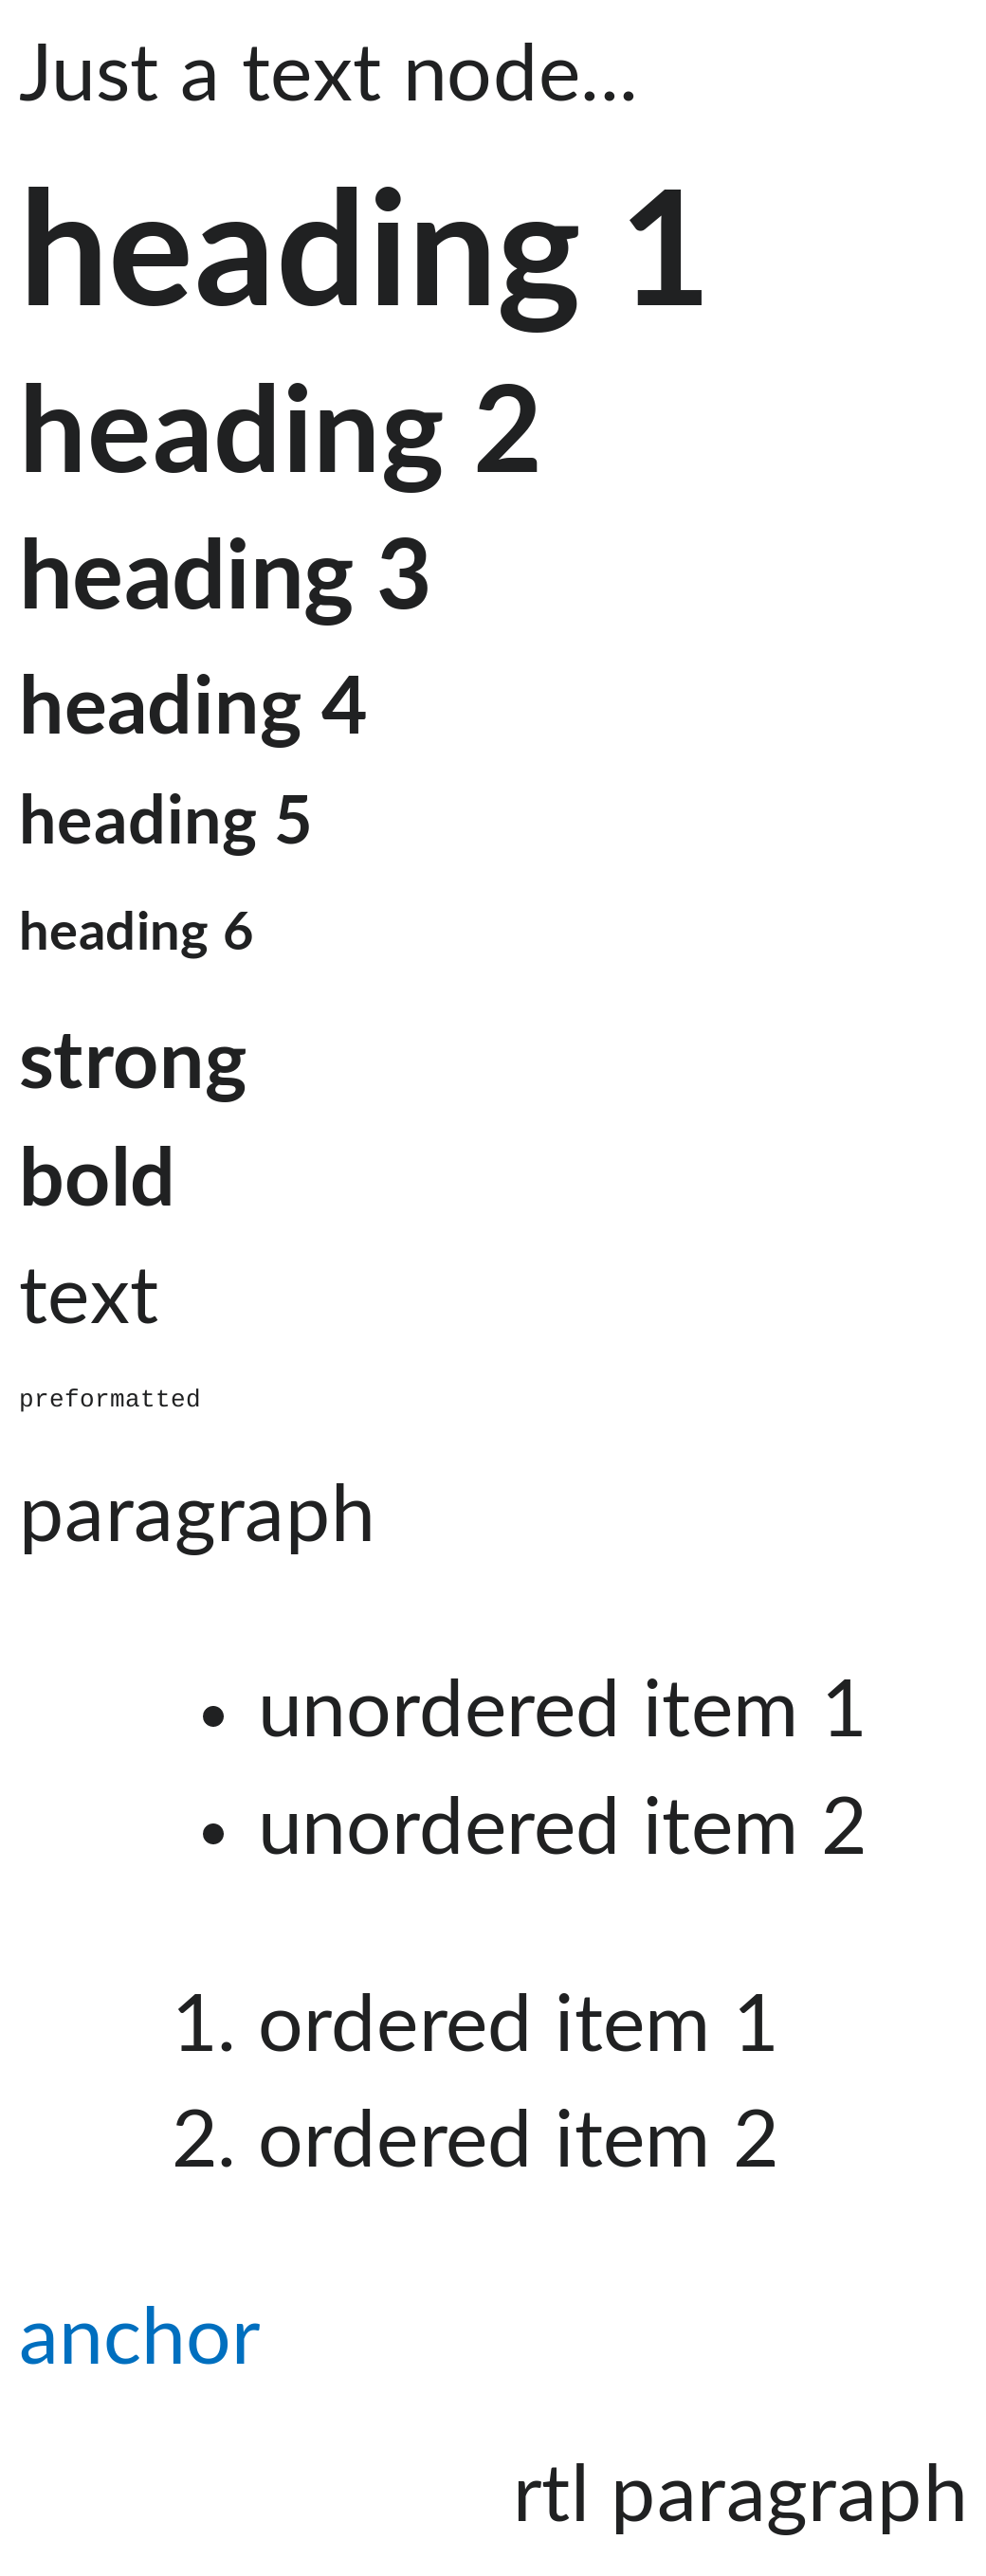 Just a text node...
heading 1
heading 2
heading 3
heading 4
heading 5
heading 6
strong
bold
text
preformatted
paragraph
• unordered item 1
• unordered item 2
1. ordered item 1
2. ordered item 2
anchor
rtl paragraph